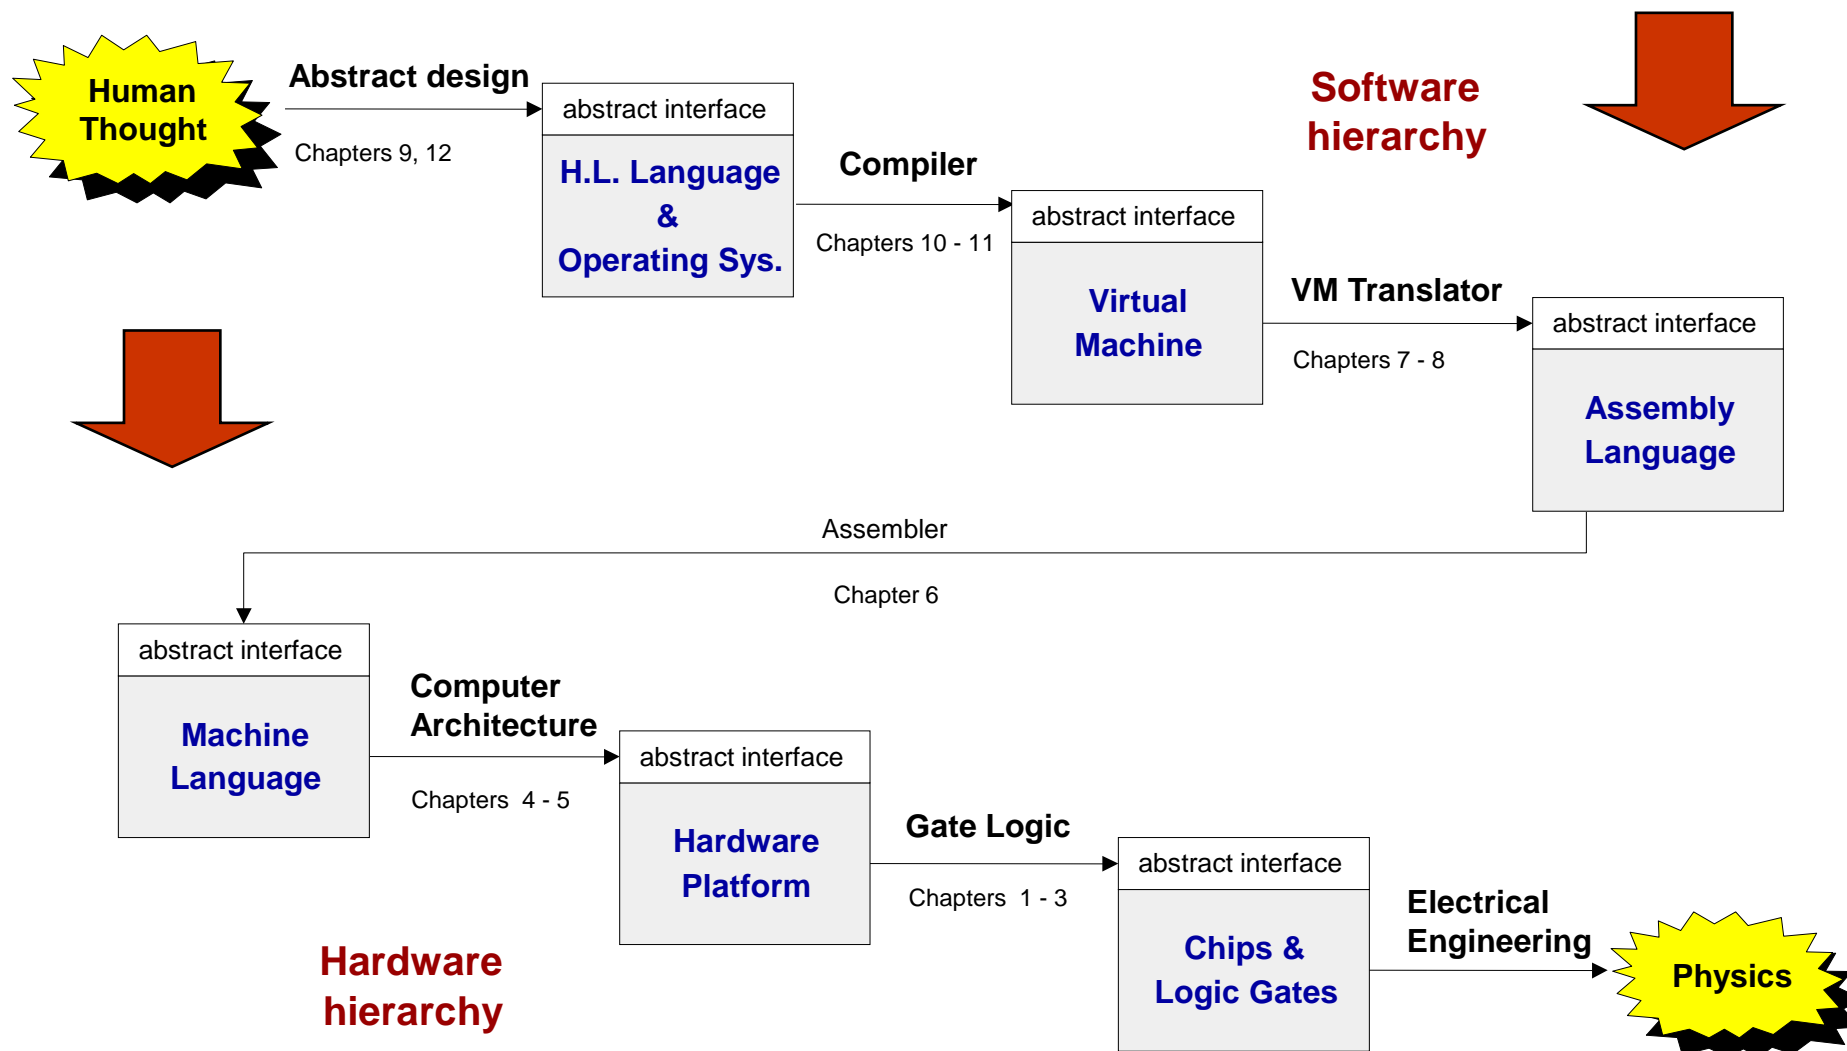 Human
Thought
Abstract design
Chapters 9, 12
abstract interface
H.L. Language
&
Operating Sys.
Software
hierarchy
Compiler
Chapters 10 - 11
abstract interface
Virtual
Machine
VM Translator
Chapters 7 - 8
abstract interface
Assembly
Language
Assembler
Chapter 6
abstract interface
Machine
Language
Computer
Architecture
Chapters  4 - 5
abstract interface
Hardware
Platform
Gate Logic
Chapters  1 - 3
abstract interface
Chips &
Logic Gates
Electrical
Engineering
Physics
Hardware
hierarchy